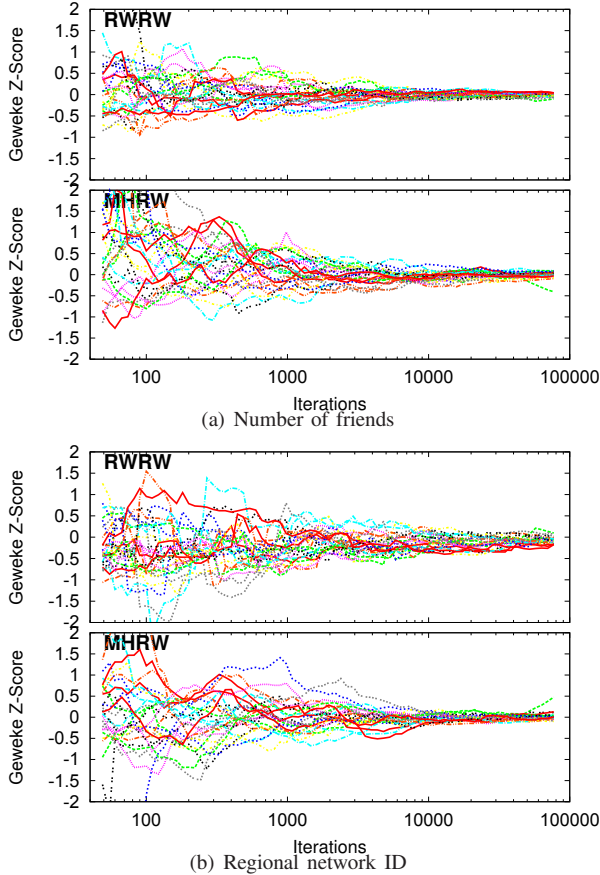 RWRW
2
1.5
1
0.5
0
-0.5
-1
-1.5
-2
Geweke Z-Score
MHRW
2
1.5
1
0.5
0
-0.5
-1
-1.5
-2
Geweke Z-Score
100 1000 10000 100000
Iterations
(a) Number of friends
RWRW
2
1.5
1
0.5
0
-0.5
-1
-1.5
-2
Geweke Z-Score
MHRW
2
1.5
1
0.5
0
-0.5
-1
-1.5
-2
Geweke Z-Score
100 1000 10000 100000
Iterations
(b) Regional network ID